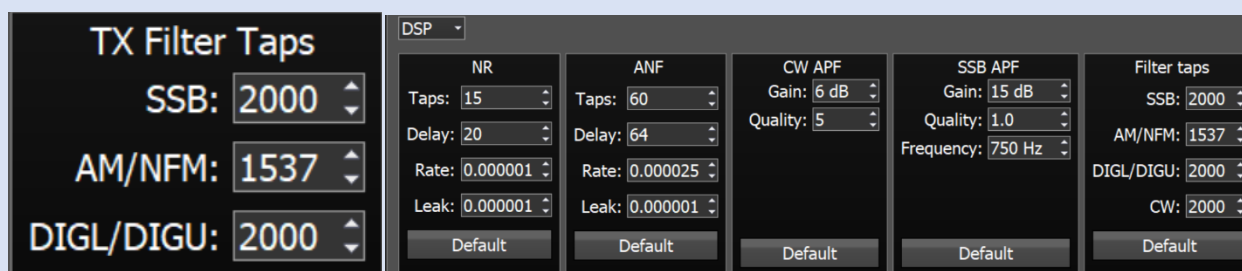 TX Filter Taps
SSB: 2000
AM/NFM: 1537
DIGL/DIGU: 2000
DSP
NR
Taps: 15
Delay: 20
Rate: 0.000001
Leak: 0.000001
Default
ANF
Taps: 60
Delay: 64
Rate: 0.000025
Leak: 0.000001
Default
CW APF
Gain: 6 dB
Quality: 5
Default
SSB APF
Gain: 15 dB
Quality: 1.0
Frequency: 750 Hz
Default
Filter taps
SSB: 2000
AM/NFM: 1537
DIGL/DIGU: 2000
CW: 2000
Default